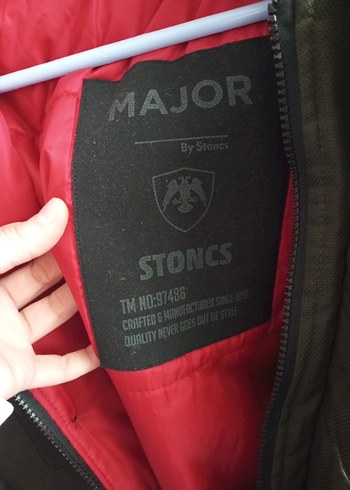 MAJOR
By Stoncs
STONCS
TM NO:97486
CRAFTED & MANUFACTURED SINCE
QUALITY NEVER GOES OUT OF STYLE